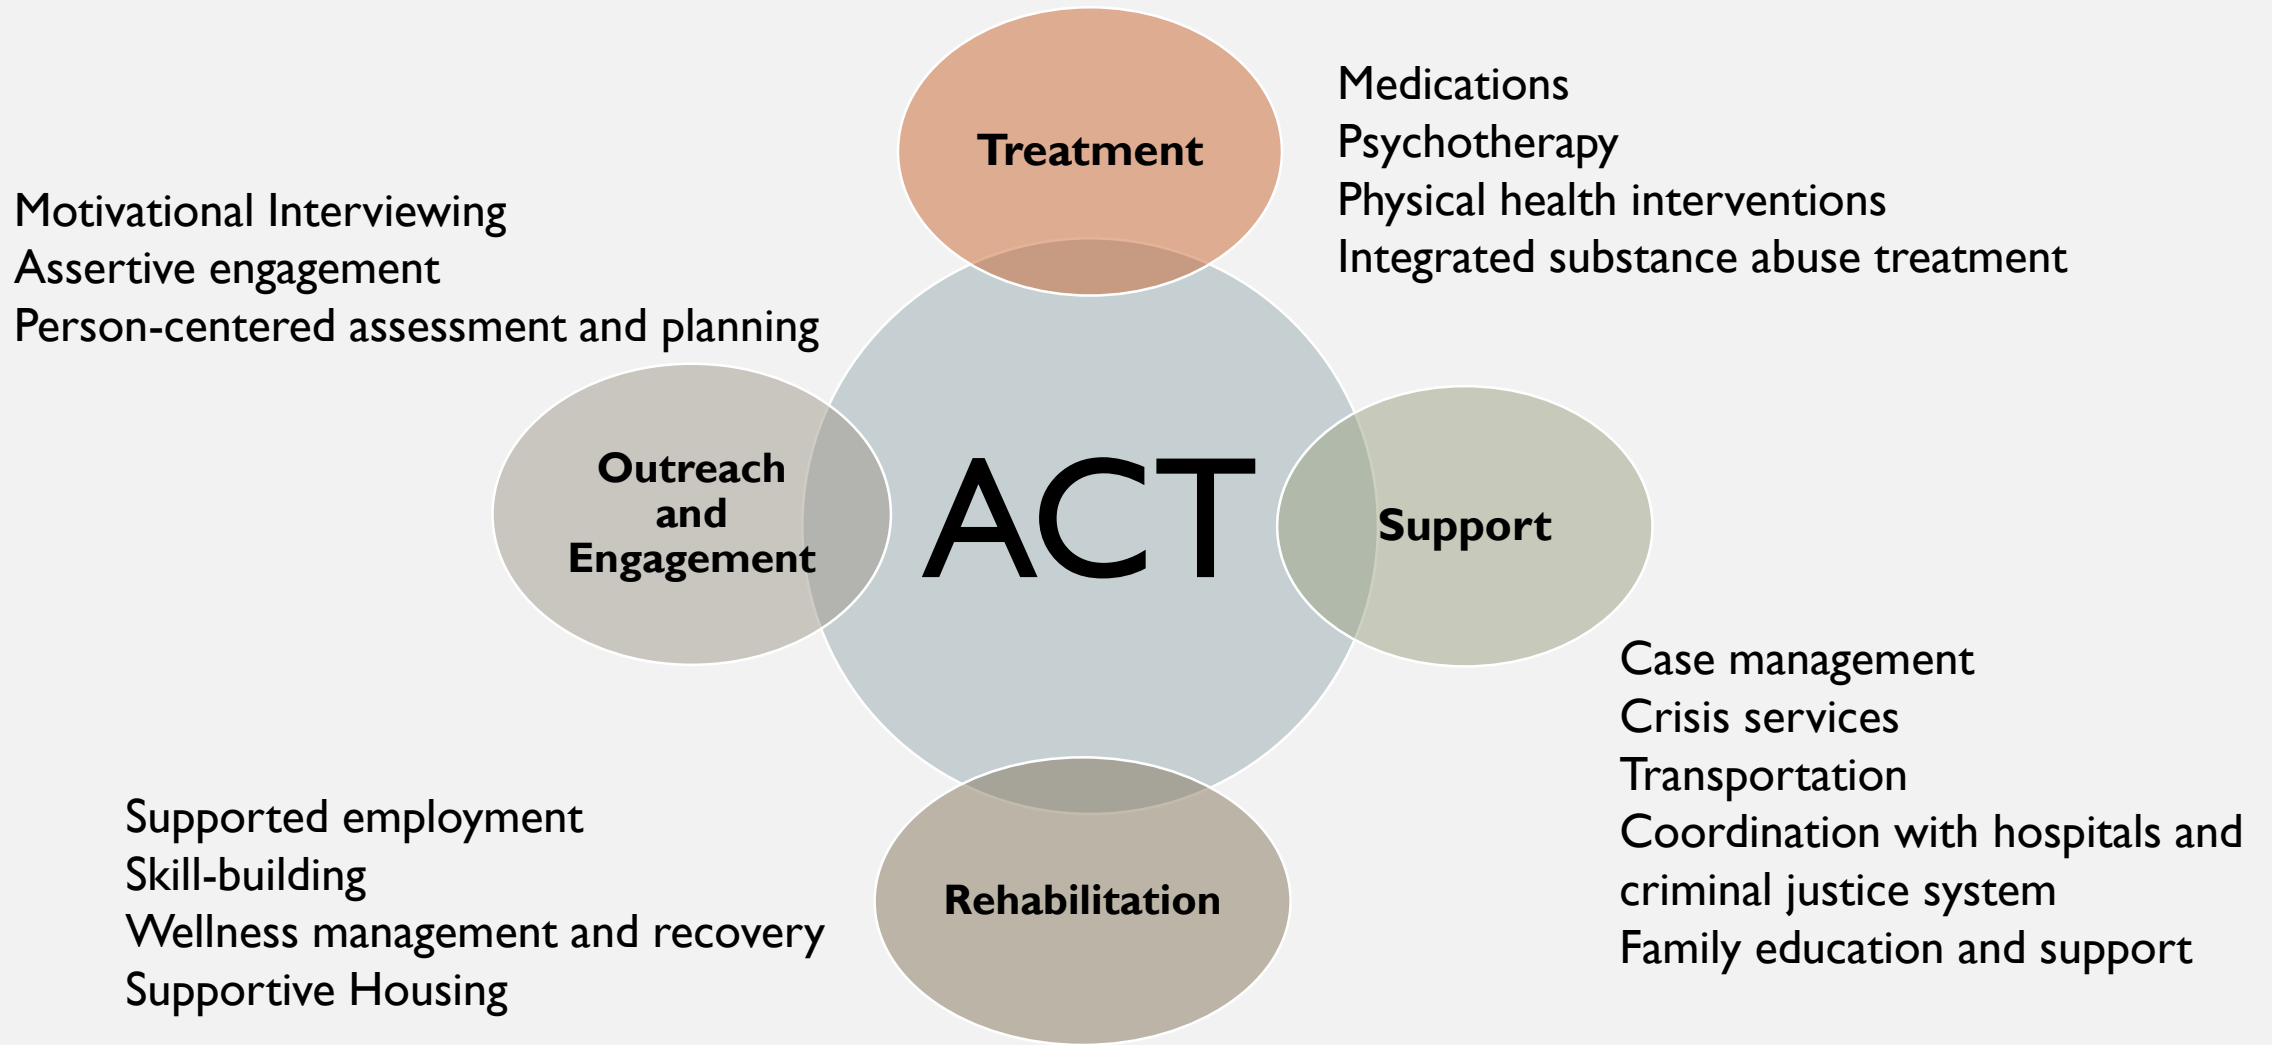 Treatment
Medications
Psychotherapy
Physical health interventions
Integrated substance abuse treatment
Motivational Interviewing
Assertive engagement
Person-centered assessment and planning
Outreach
and
Engagement
ACT
Support
Case management
Crisis services
Transportation
Coordination with hospitals and
criminal justice system
Family education and support
Supported employment
Skill-building
Wellness management and recovery
Supportive Housing
Rehabilitation